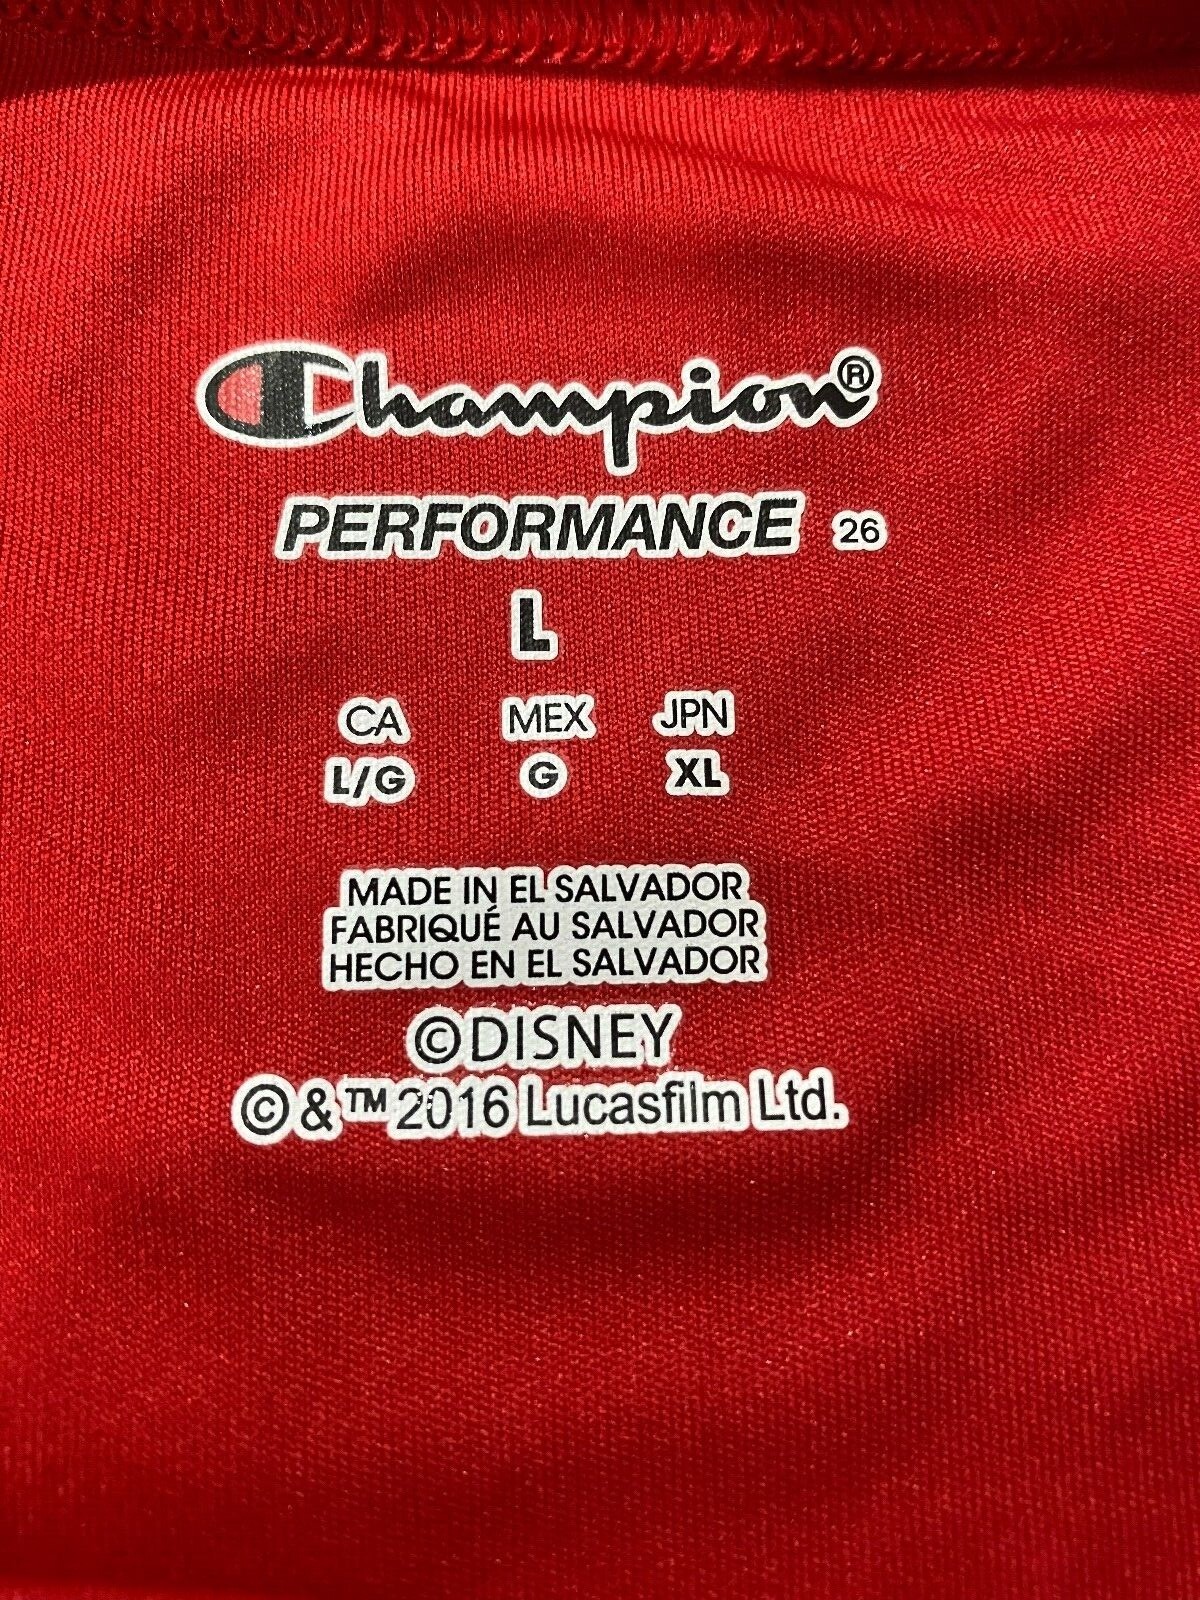 Champion®
PERFORMANCE 26
L
CA MEX JPN
L/G G XL
MADE IN EL SALVADOR
FABRIQUÉ AU SALVADOR
HECHO EN EL SALVADOR
©DISNEY
© & ™ 2016 Lucasfilm Ltd.